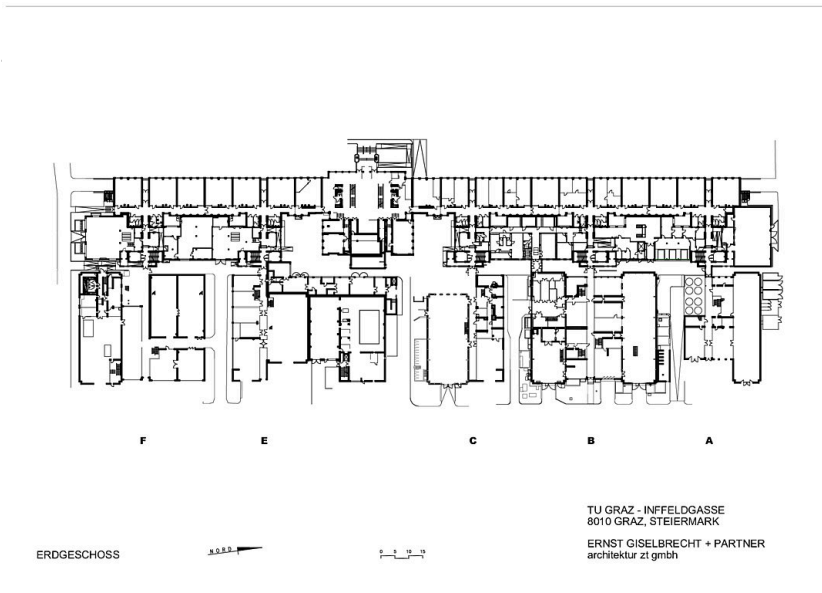 F E C B A
TU GRAZ - INFFELDGASSE
8010 GRAZ, STEIERMARK
ERNST GISELBRECHT + PARTNER
architektur zt gmbh
ERDGESCHOSS
NORD
0 5 10 15